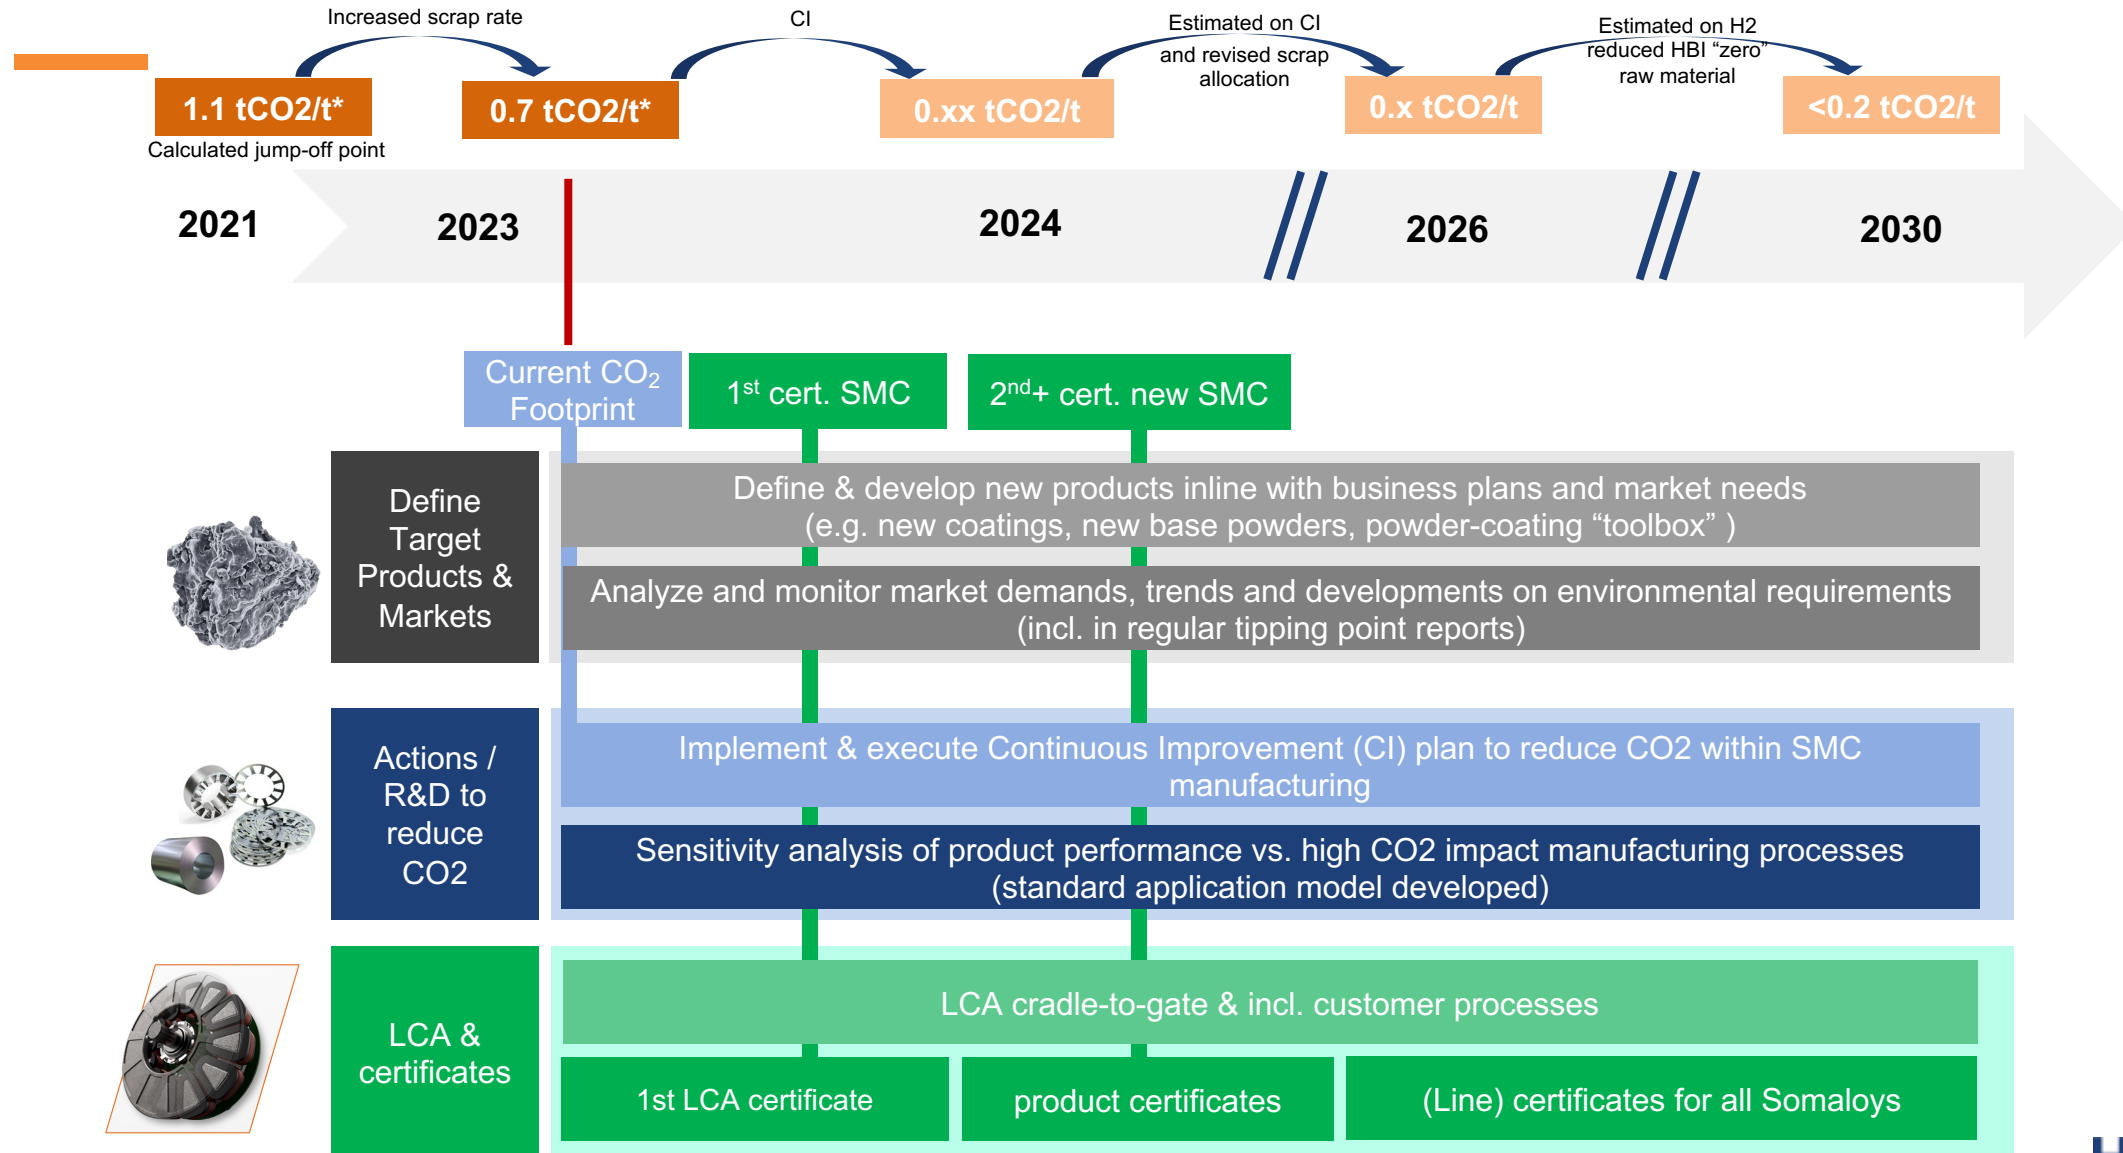 Increased scrap rate
CI
Estimated on CI
and revised scrap
allocation
Estimated on H2
reduced HBI “zero”
raw material
1.1 tCO2/t*
0.7 tCO2/t*
0.xx tCO2/t
0.x tCO2/t
<0.2 tCO2/t
Calculated jump-off point
2021
2023
2024
2026
2030
Current CO₂
Footprint
1st cert. SMC
2nd+ cert. new SMC
Define
Target
Products &
Markets
Define & develop new products inline with business plans and market needs
(e.g. new coatings, new base powders, powder-coating “toolbox” )
Analyze and monitor market demands, trends and developments on environmental requirements
(incl. in regular tipping point reports)
Actions /
R&D to
reduce
CO2
Implement & execute Continuous Improvement (CI) plan to reduce CO2 within SMC
manufacturing
Sensitivity analysis of product performance vs. high CO2 impact manufacturing processes
(standard application model developed)
LCA &
certificates
LCA cradle-to-gate & incl. customer processes
1st LCA certificate
product certificates
(Line) certificates for all Somaloys